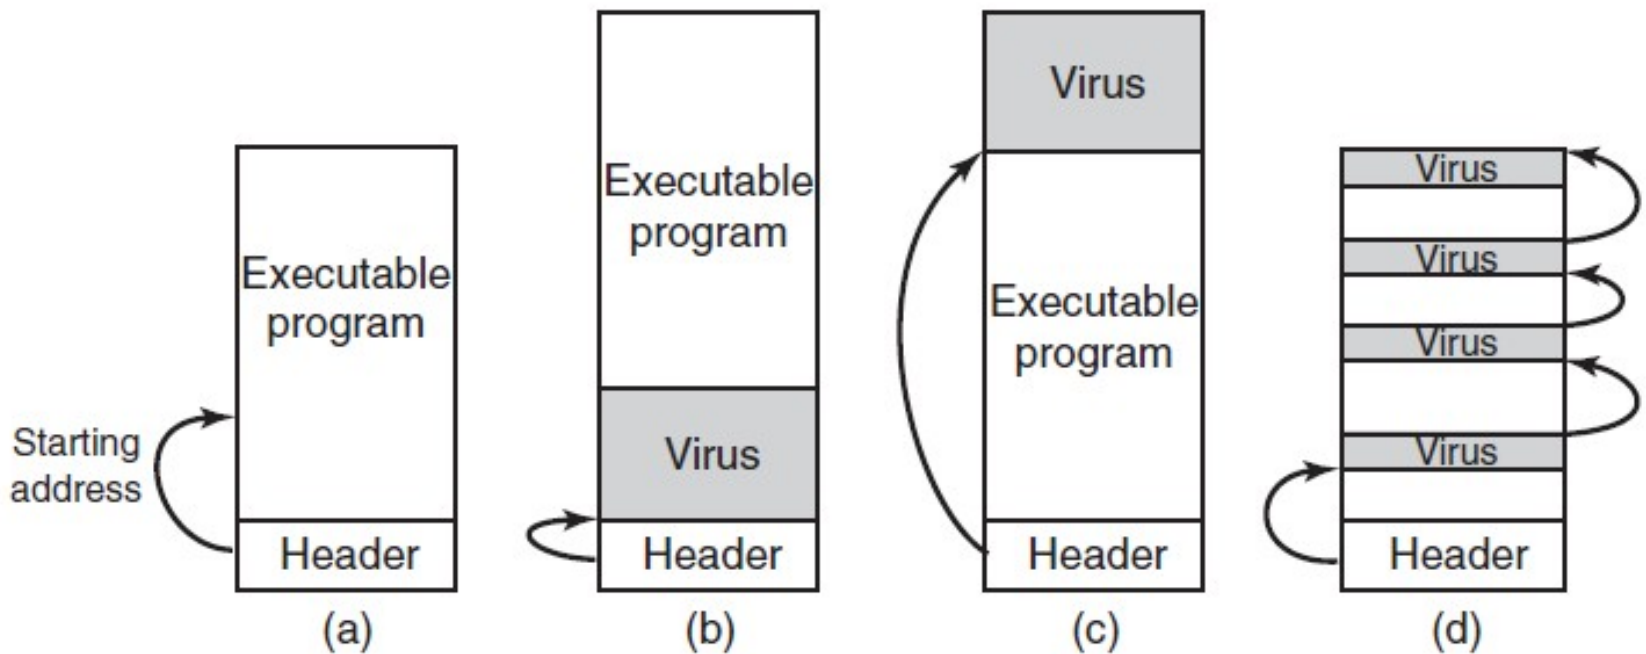 Starting
address
Executable
program
Header
(a)
Executable
program
Virus
Header
(b)
Virus
Executable
program
Header
(c)
Virus
Virus
Virus
Virus
Header
(d)